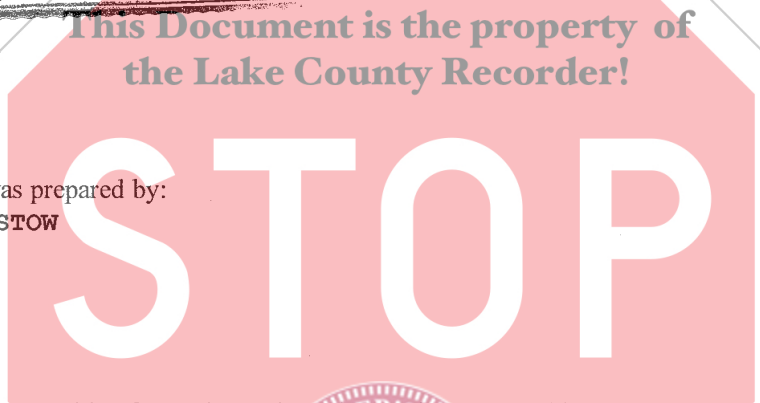 This Document is the property of
the Lake County Recorder!
STOP
as prepared by:
STOW